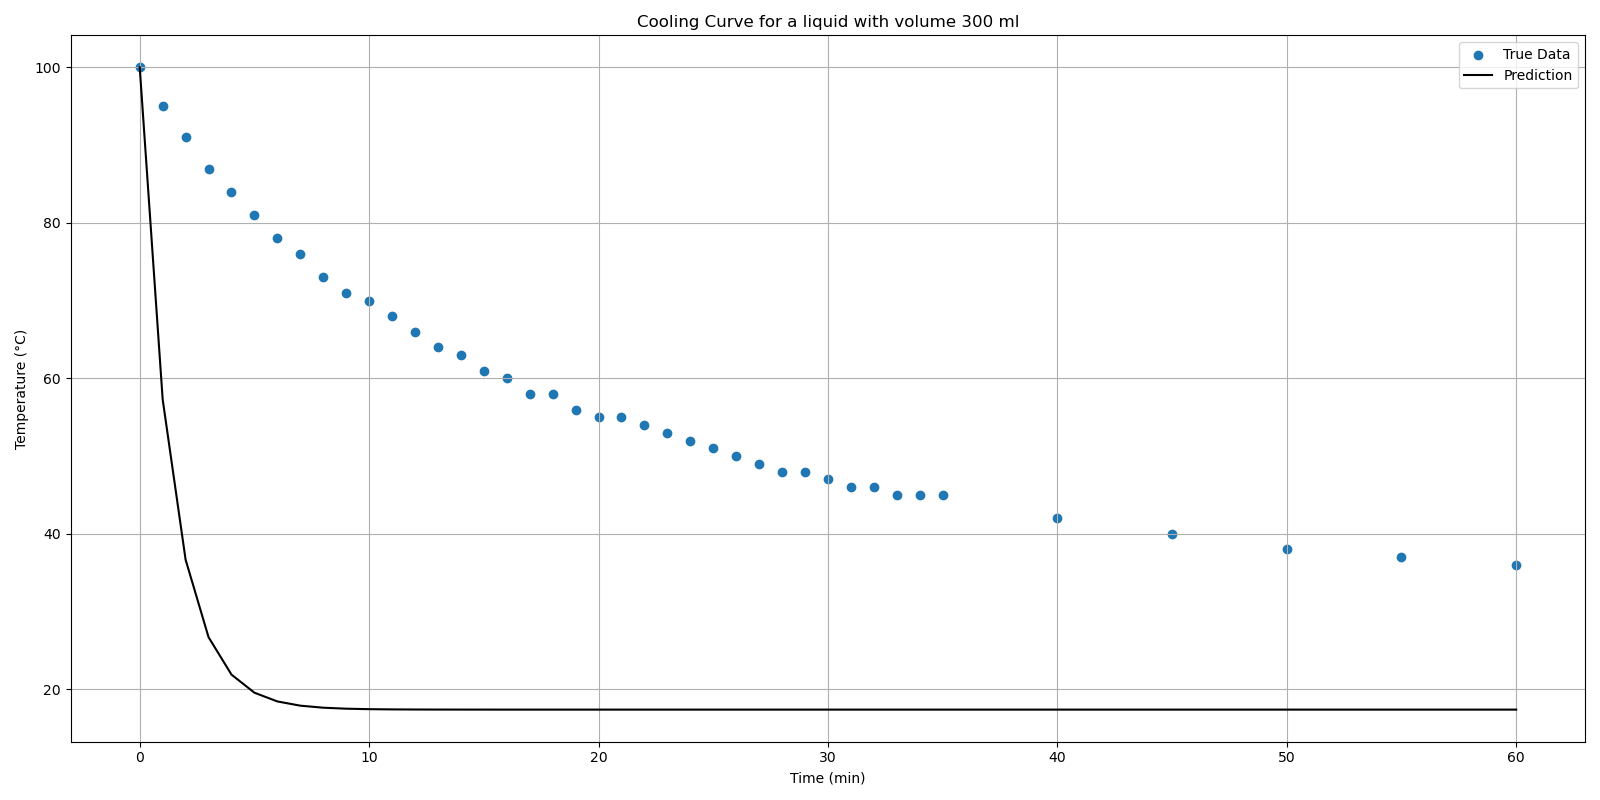 Cooling Curve for a liquid with volume 300 ml
True Data
Prediction
Temperature (°C)
100
80
60
40
20
0 10 20 30 40 50 60
Time (min)